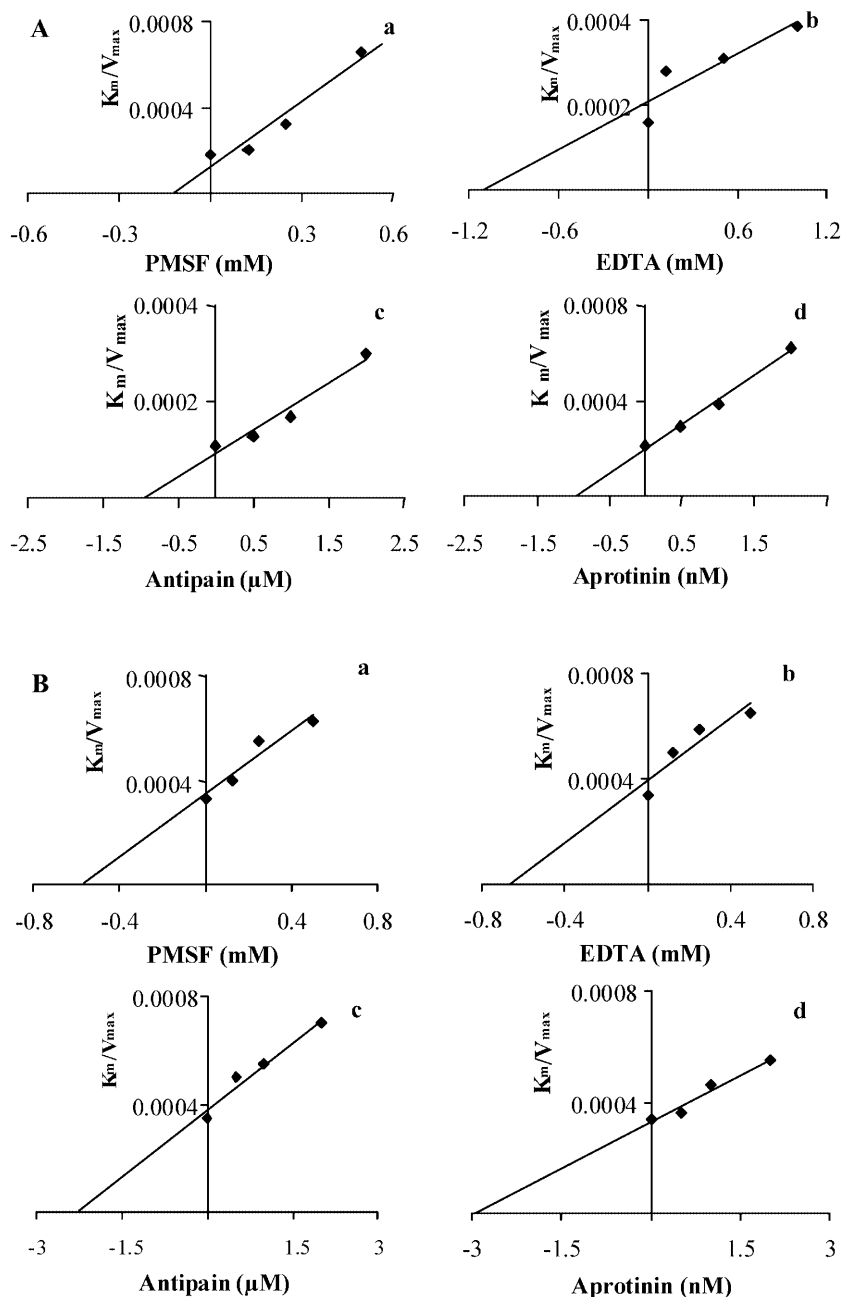 A
a
0.0008
0.0004
Km/Vmax
-0.6 -0.3 0.3 0.6
PMSF (mM)
b
0.0004
0.0002
Km/Vmax
-1.2 -0.6 0.6 1.2
EDTA (mM)
c
0.0004
0.0002
Km/Vmax
-2.5 -1.5 -0.5 0.5 1.5 2.5
Antipain (µM)
d
0.0008
0.0004
K m/Vmax
-2.5 -1.5 -0.5 0.5 1.5
Aprotinin (nM)
B
a
0.0008
0.0004
Km/Vmax
-0.8 -0.4 0.4 0.8
PMSF (mM)
b
0.0008
0.0004
Km/Vmax
-0.8 -0.4 0.4 0.8
EDTA (mM)
c
0.0008
0.0004
Km/Vmax
-3 -1.5 1.5 3
Antipain (µM)
d
0.0008
0.0004
Km/Vmax
-3 -1.5 1.5 3
Aprotinin (nM)